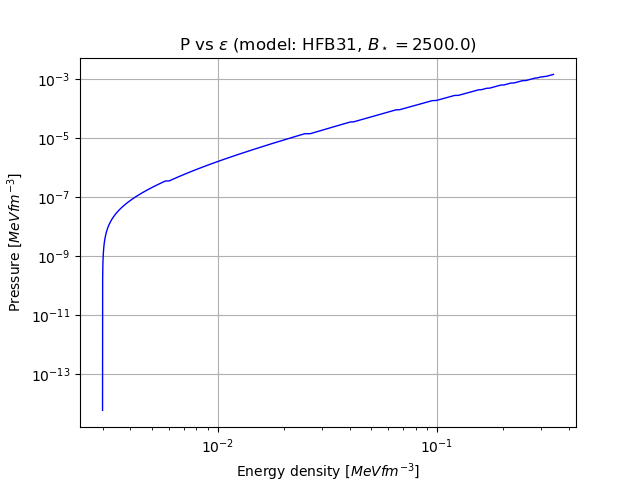 P vs ε (model: HFB31, B⋆ = 2500.0)
10⁻³
10⁻⁵
10⁻⁷
10⁻⁹
10⁻¹¹
10⁻¹³
Pressure [MeVfm⁻³]
10⁻² 10⁻¹
Energy density [MeVfm⁻³]